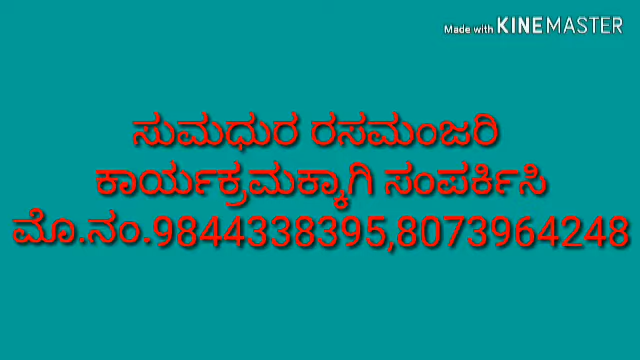 Made with KINEMASTER
ಸುಮಧುರ ರಸಮಂಜರಿ
ಕಾರ್ಯಕ್ರಮಕ್ಕಾಗಿ ಸಂಪರ್ಕಿಸಿ
ಮೊ.ನಂ.9844338395,8073964248